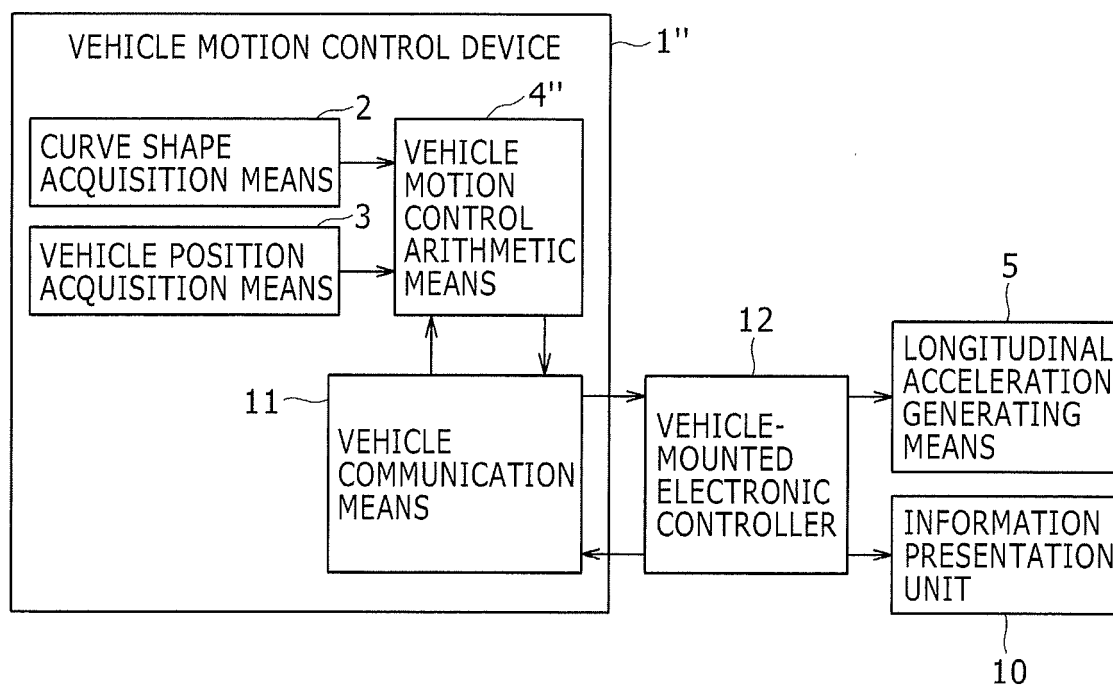 VEHICLE MOTION CONTROL DEVICE
1''
2
CURVE SHAPE
ACQUISITION MEANS
3
VEHICLE POSITION
ACQUISITION MEANS
4''
VEHICLE
MOTION
CONTROL
ARITHMETIC
MEANS
11
VEHICLE
COMMUNICATION
MEANS
12
VEHICLE-
MOUNTED
ELECTRONIC
CONTROLLER
5
LONGITUDINAL
ACCELERATION
GENERATING
MEANS
INFORMATION
PRESENTATION
UNIT
10